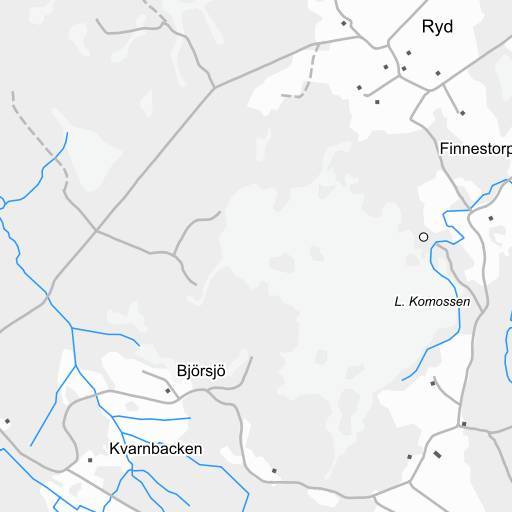 Ryd
Finnestorp
L. Komossen
Björsjö
Kvarnbacken